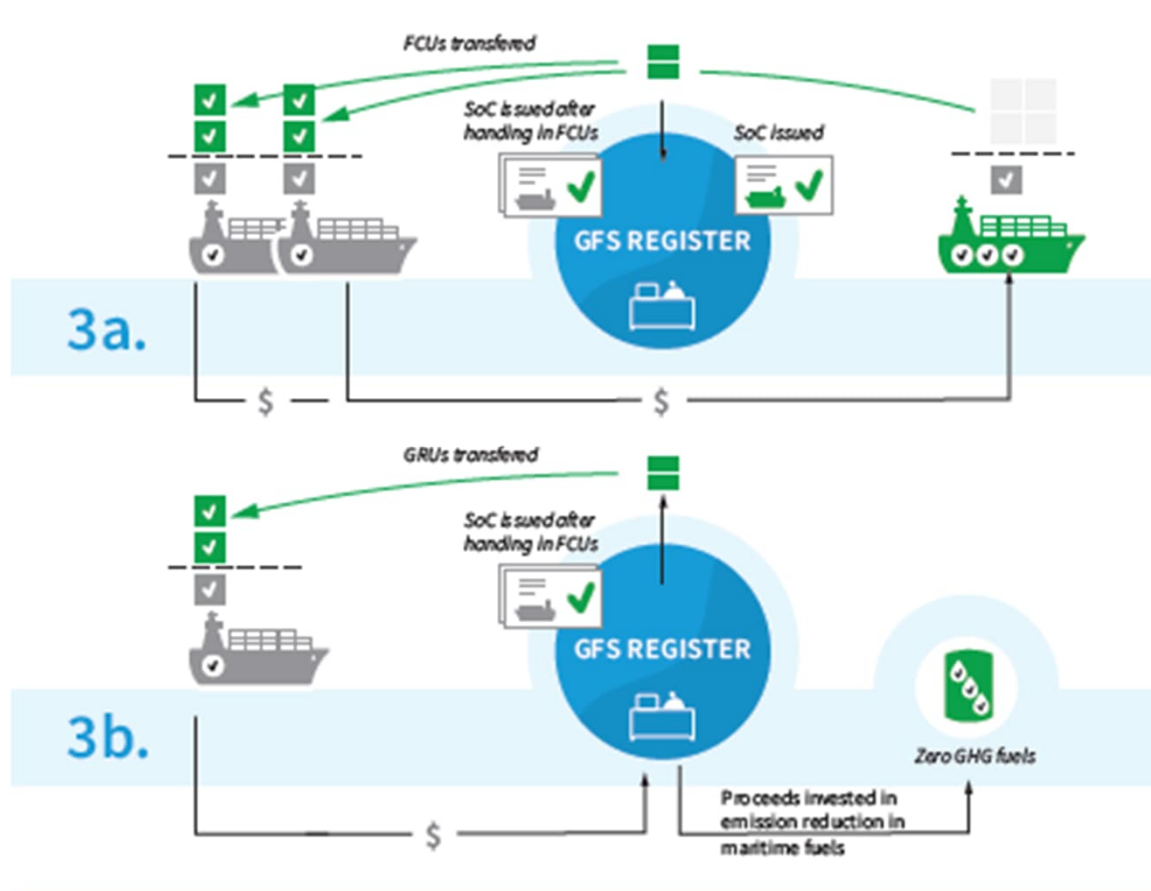 FCUs transfered
SoC issued after
handing in FCUs
SoC issued
GFS REGISTER
3a.
$
$
GRUs transfered
SoC issued after
handing in FCUs
GFS REGISTER
3b.
Zero GHG fuels
Proceeds invested in
emission reduction in
maritime fuels
$